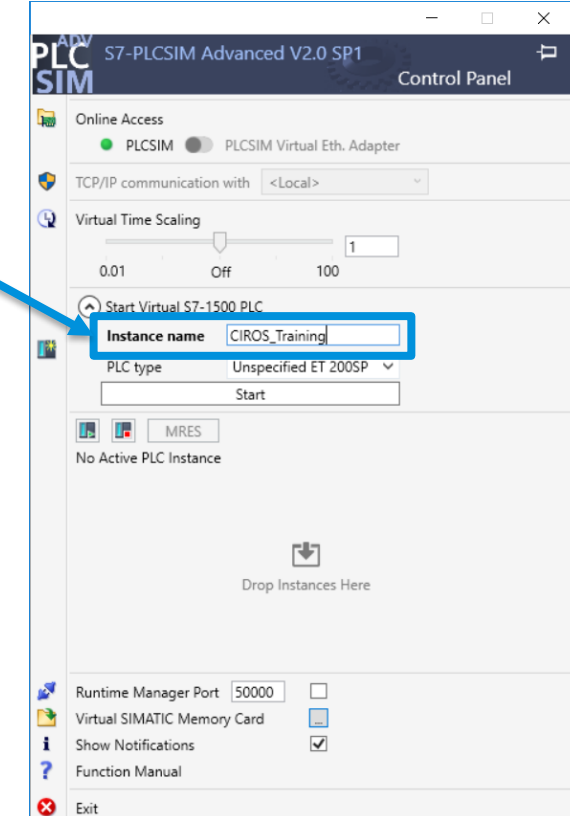 PLC ADV
SIM
S7-PLCSIM Advanced V2.0 SP1
Control Panel
Online Access
PLCSIM PLCSIM Virtual Eth. Adapter
TCP/IP communication with <Local>
Virtual Time Scaling
1
0.01 Off 100
Start Virtual S7-1500 PLC
Instance name CIROS_Training
PLC type Unspecified ET 200SP
Start
MRES
No Active PLC Instance
Drop Instances Here
Runtime Manager Port 50000
Virtual SIMATIC Memory Card ...
Show Notifications
Function Manual
Exit